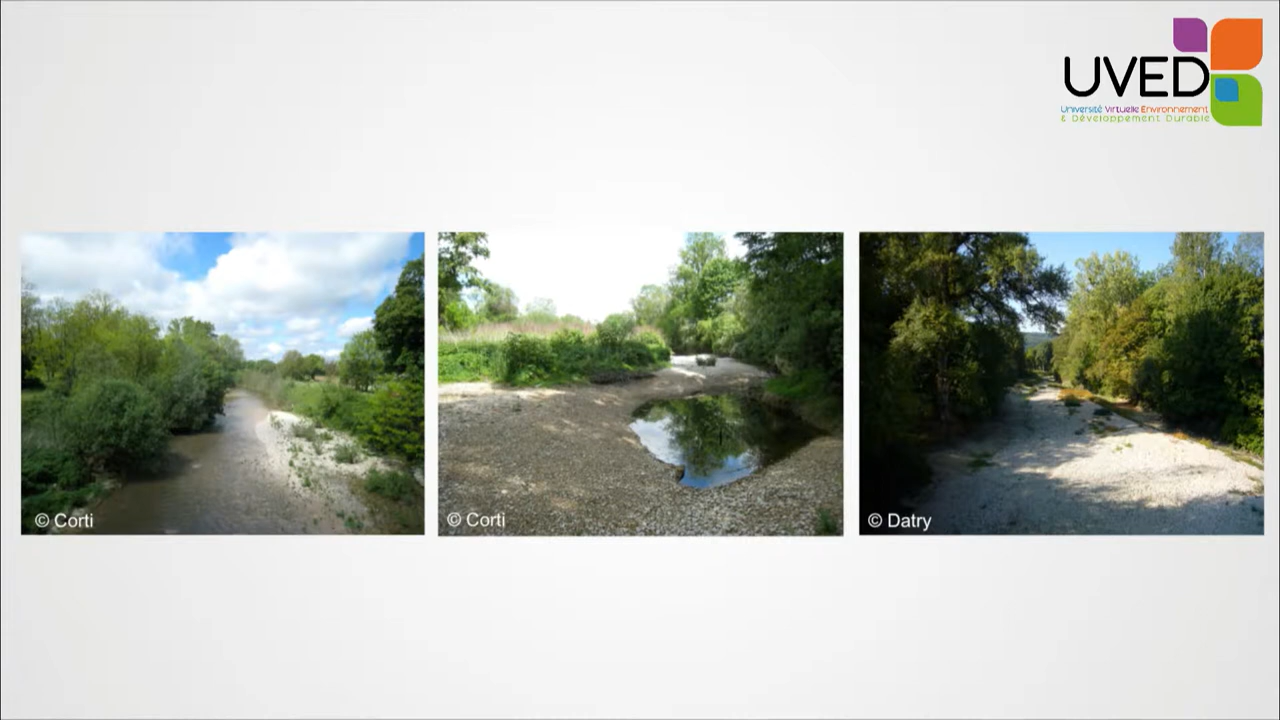 UVED
Université Virtuelle Environnement
& Développement Durable
© Corti
© Corti
© Datry